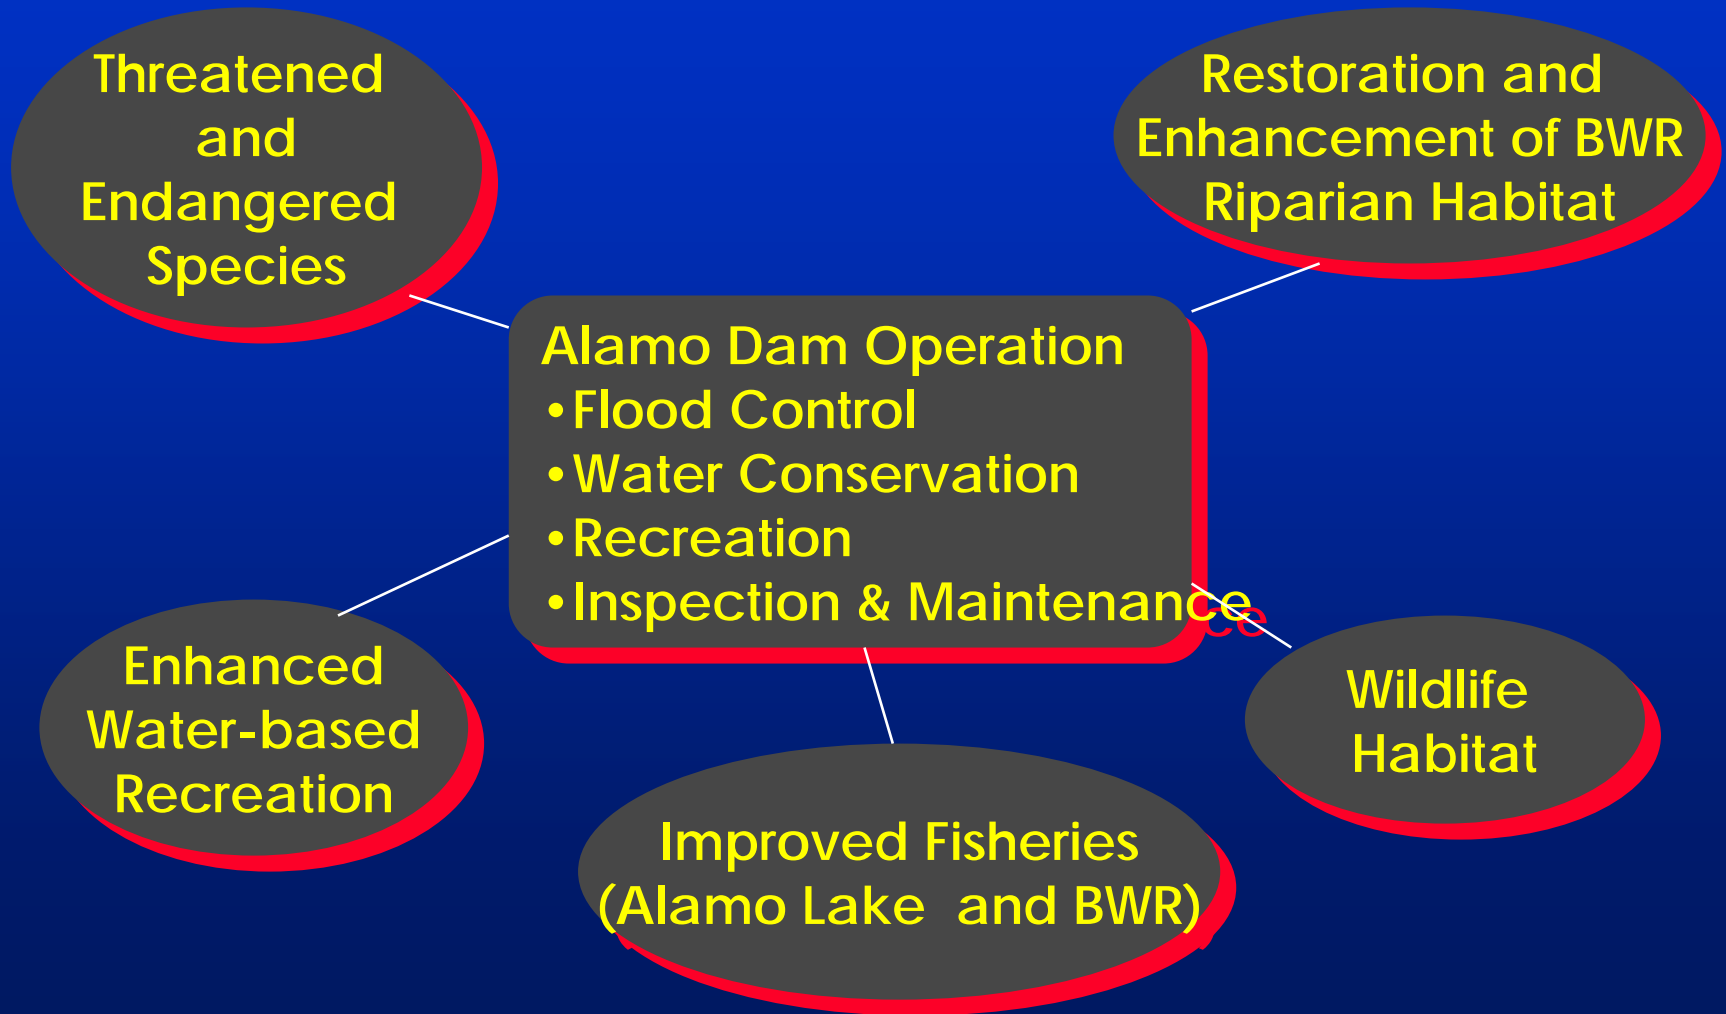 Threatened
and
Endangered
Species
Restoration and
Enhancement of BWR
Riparian Habitat
Alamo Dam Operation
•Flood Control
•Water Conservation
•Recreation
•Inspection & Maintenance
Enhanced
Water-based
Recreation
Wildlife
Habitat
Improved Fisheries
(Alamo Lake and BWR)